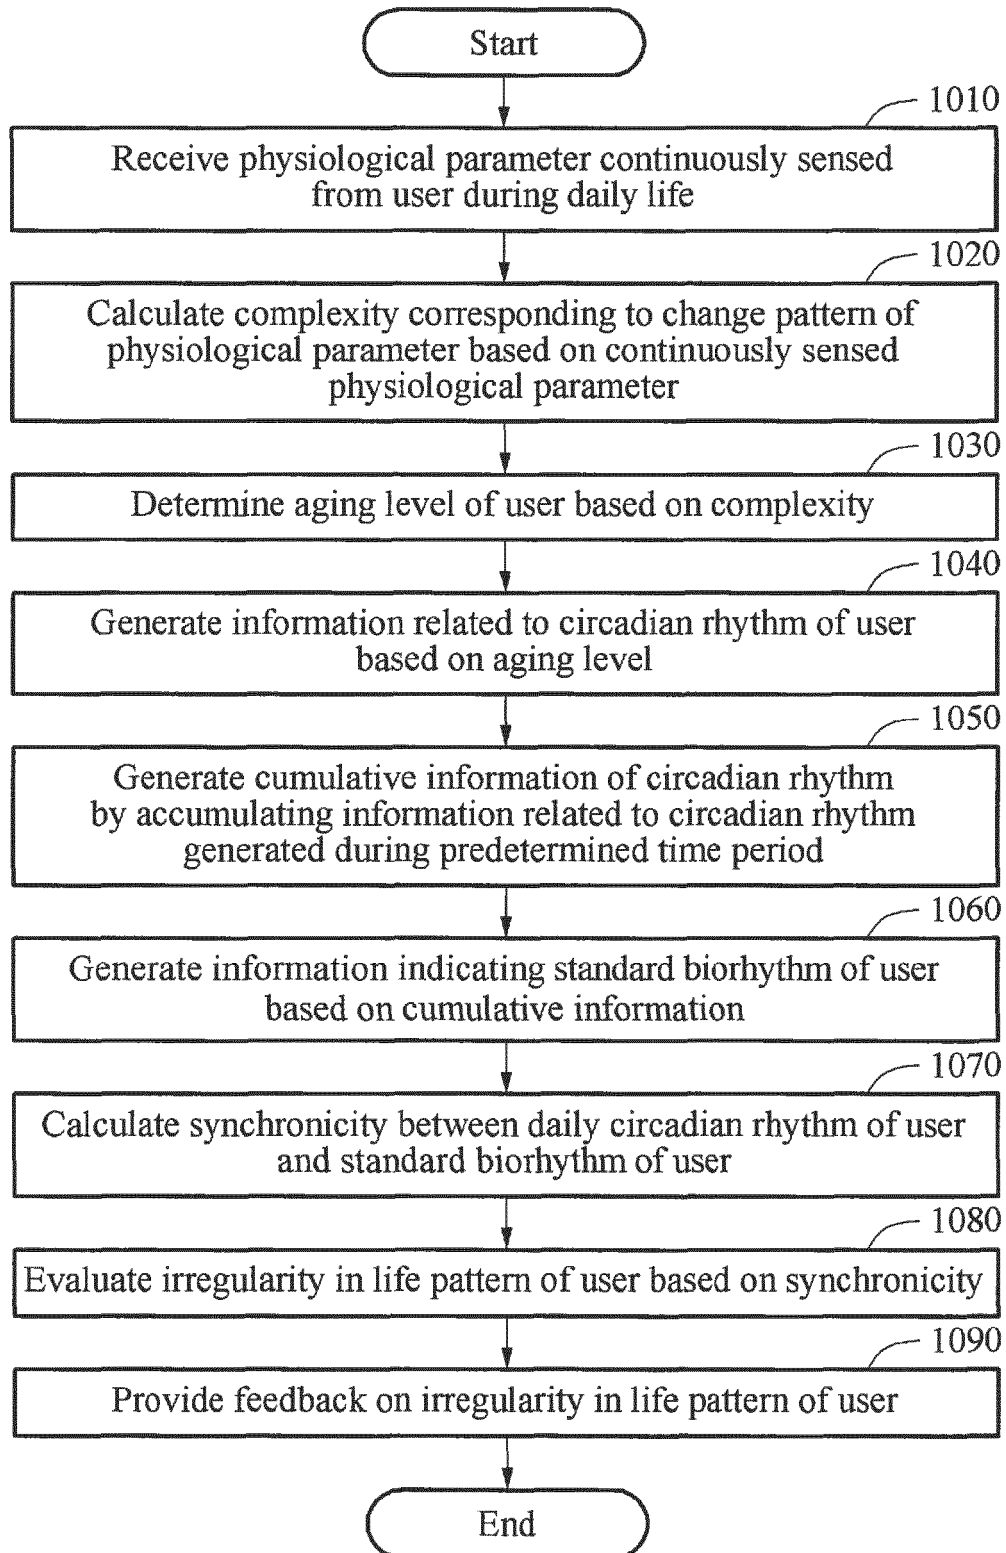 Start
1010
Receive physiological parameter continuously sensed
from user during daily life
1020
Calculate complexity corresponding to change pattern of
physiological parameter based on continuously sensed
physiological parameter
1030
Determine aging level of user based on complexity
1040
Generate information related to circadian rhythm of user
based on aging level
1050
Generate cumulative information of circadian rhythm
by accumulating information related to circadian rhythm
generated during predetermined time period
1060
Generate information indicating standard biorhythm of user
based on cumulative information
1070
Calculate synchronicity between daily circadian rhythm of user
and standard biorhythm of user
1080
Evaluate irregularity in life pattern of user based on synchronicity
1090
Provide feedback on irregularity in life pattern of user
End